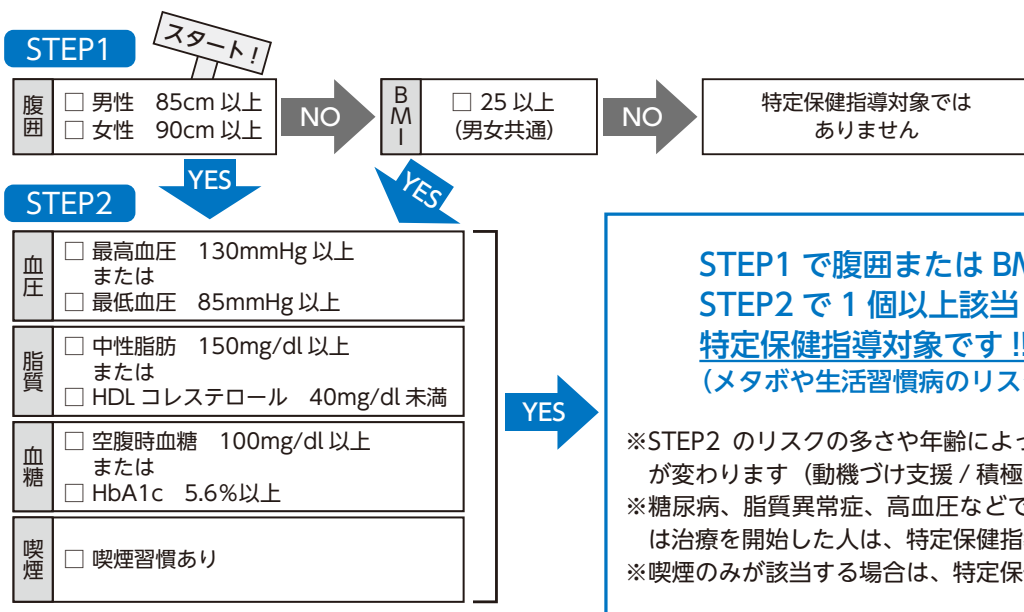 STEP1
スタート!
腹囲
□ 男性 85cm 以上
□ 女性 90cm 以上
NO
BMI
□ 25 以上
(男女共通)
NO
特定保健指導対象では
ありません
YES
YES
STEP2
血圧
□ 最高血圧 130mmHg 以上
または
□ 最低血圧 85mmHg 以上
脂質
□ 中性脂肪 150mg/dl 以上
または
□ HDL コレステロール 40mg/dl 未満
血糖
□ 空腹時血糖 100mg/dl 以上
または
□ HbA1c 5.6%以上
喫煙
□ 喫煙習慣あり
YES
STEP1 で腹囲または BM
STEP2 で 1 個以上該当
特定保健指導対象です !!
(メタボや生活習慣病のリス
※STEP2 のリスクの多さや年齢によっ
が変わります(動機づけ支援 / 積極
※糖尿病、脂質異常症、高血圧などで
は治療を開始した人は、特定保健指
※喫煙のみが該当する場合は、特定保